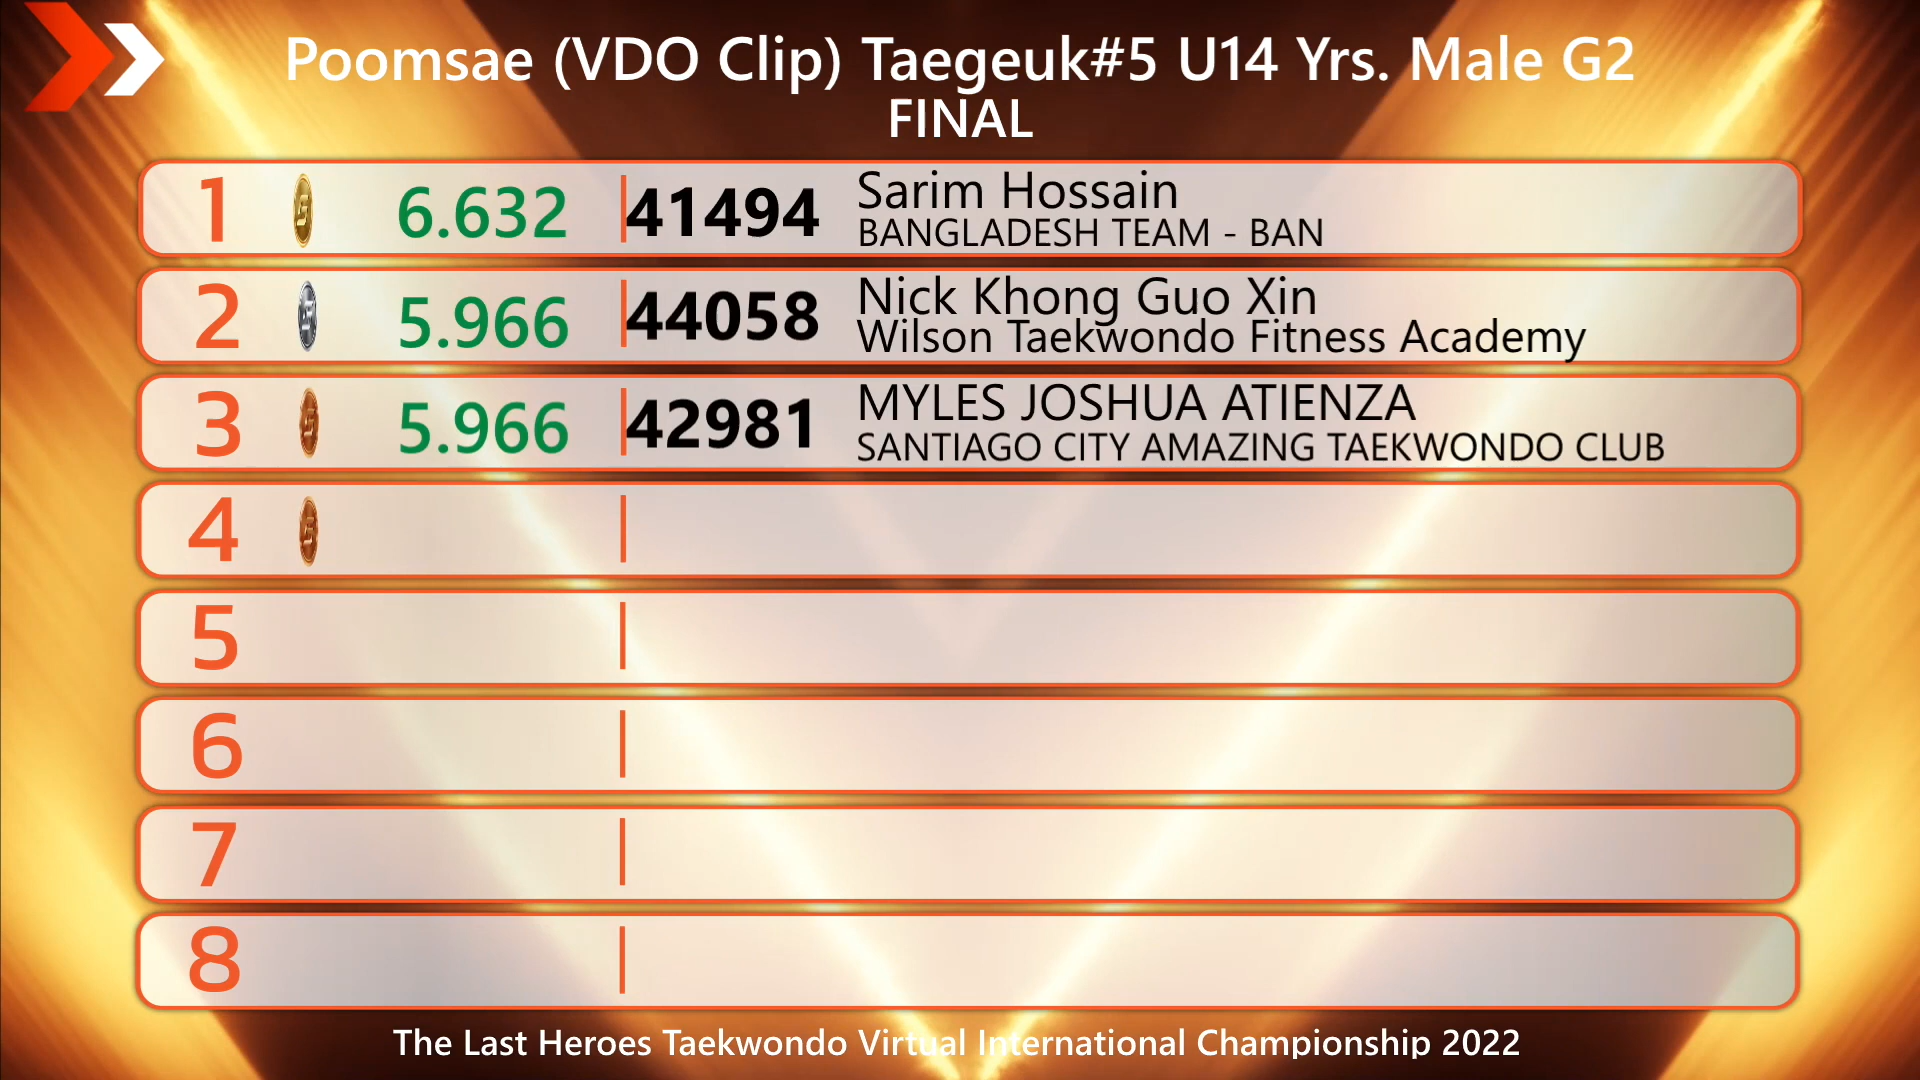 Poomsae (VDO Clip) Taegeuk#5 U14 Yrs. Male G2
FINAL
1 6.632 41494 Sarim Hossain
BANGLADESH TEAM - BAN
2 5.966 44058 Nick Khong Guo Xin
Wilson Taekwondo Fitness Academy
3 5.966 42981 MYLES JOSHUA ATIENZA
SANTIAGO CITY AMAZING TAEKWONDO CLUB
4
5
6
7
8
The Last Heroes Taekwondo Virtual International Championship 2022